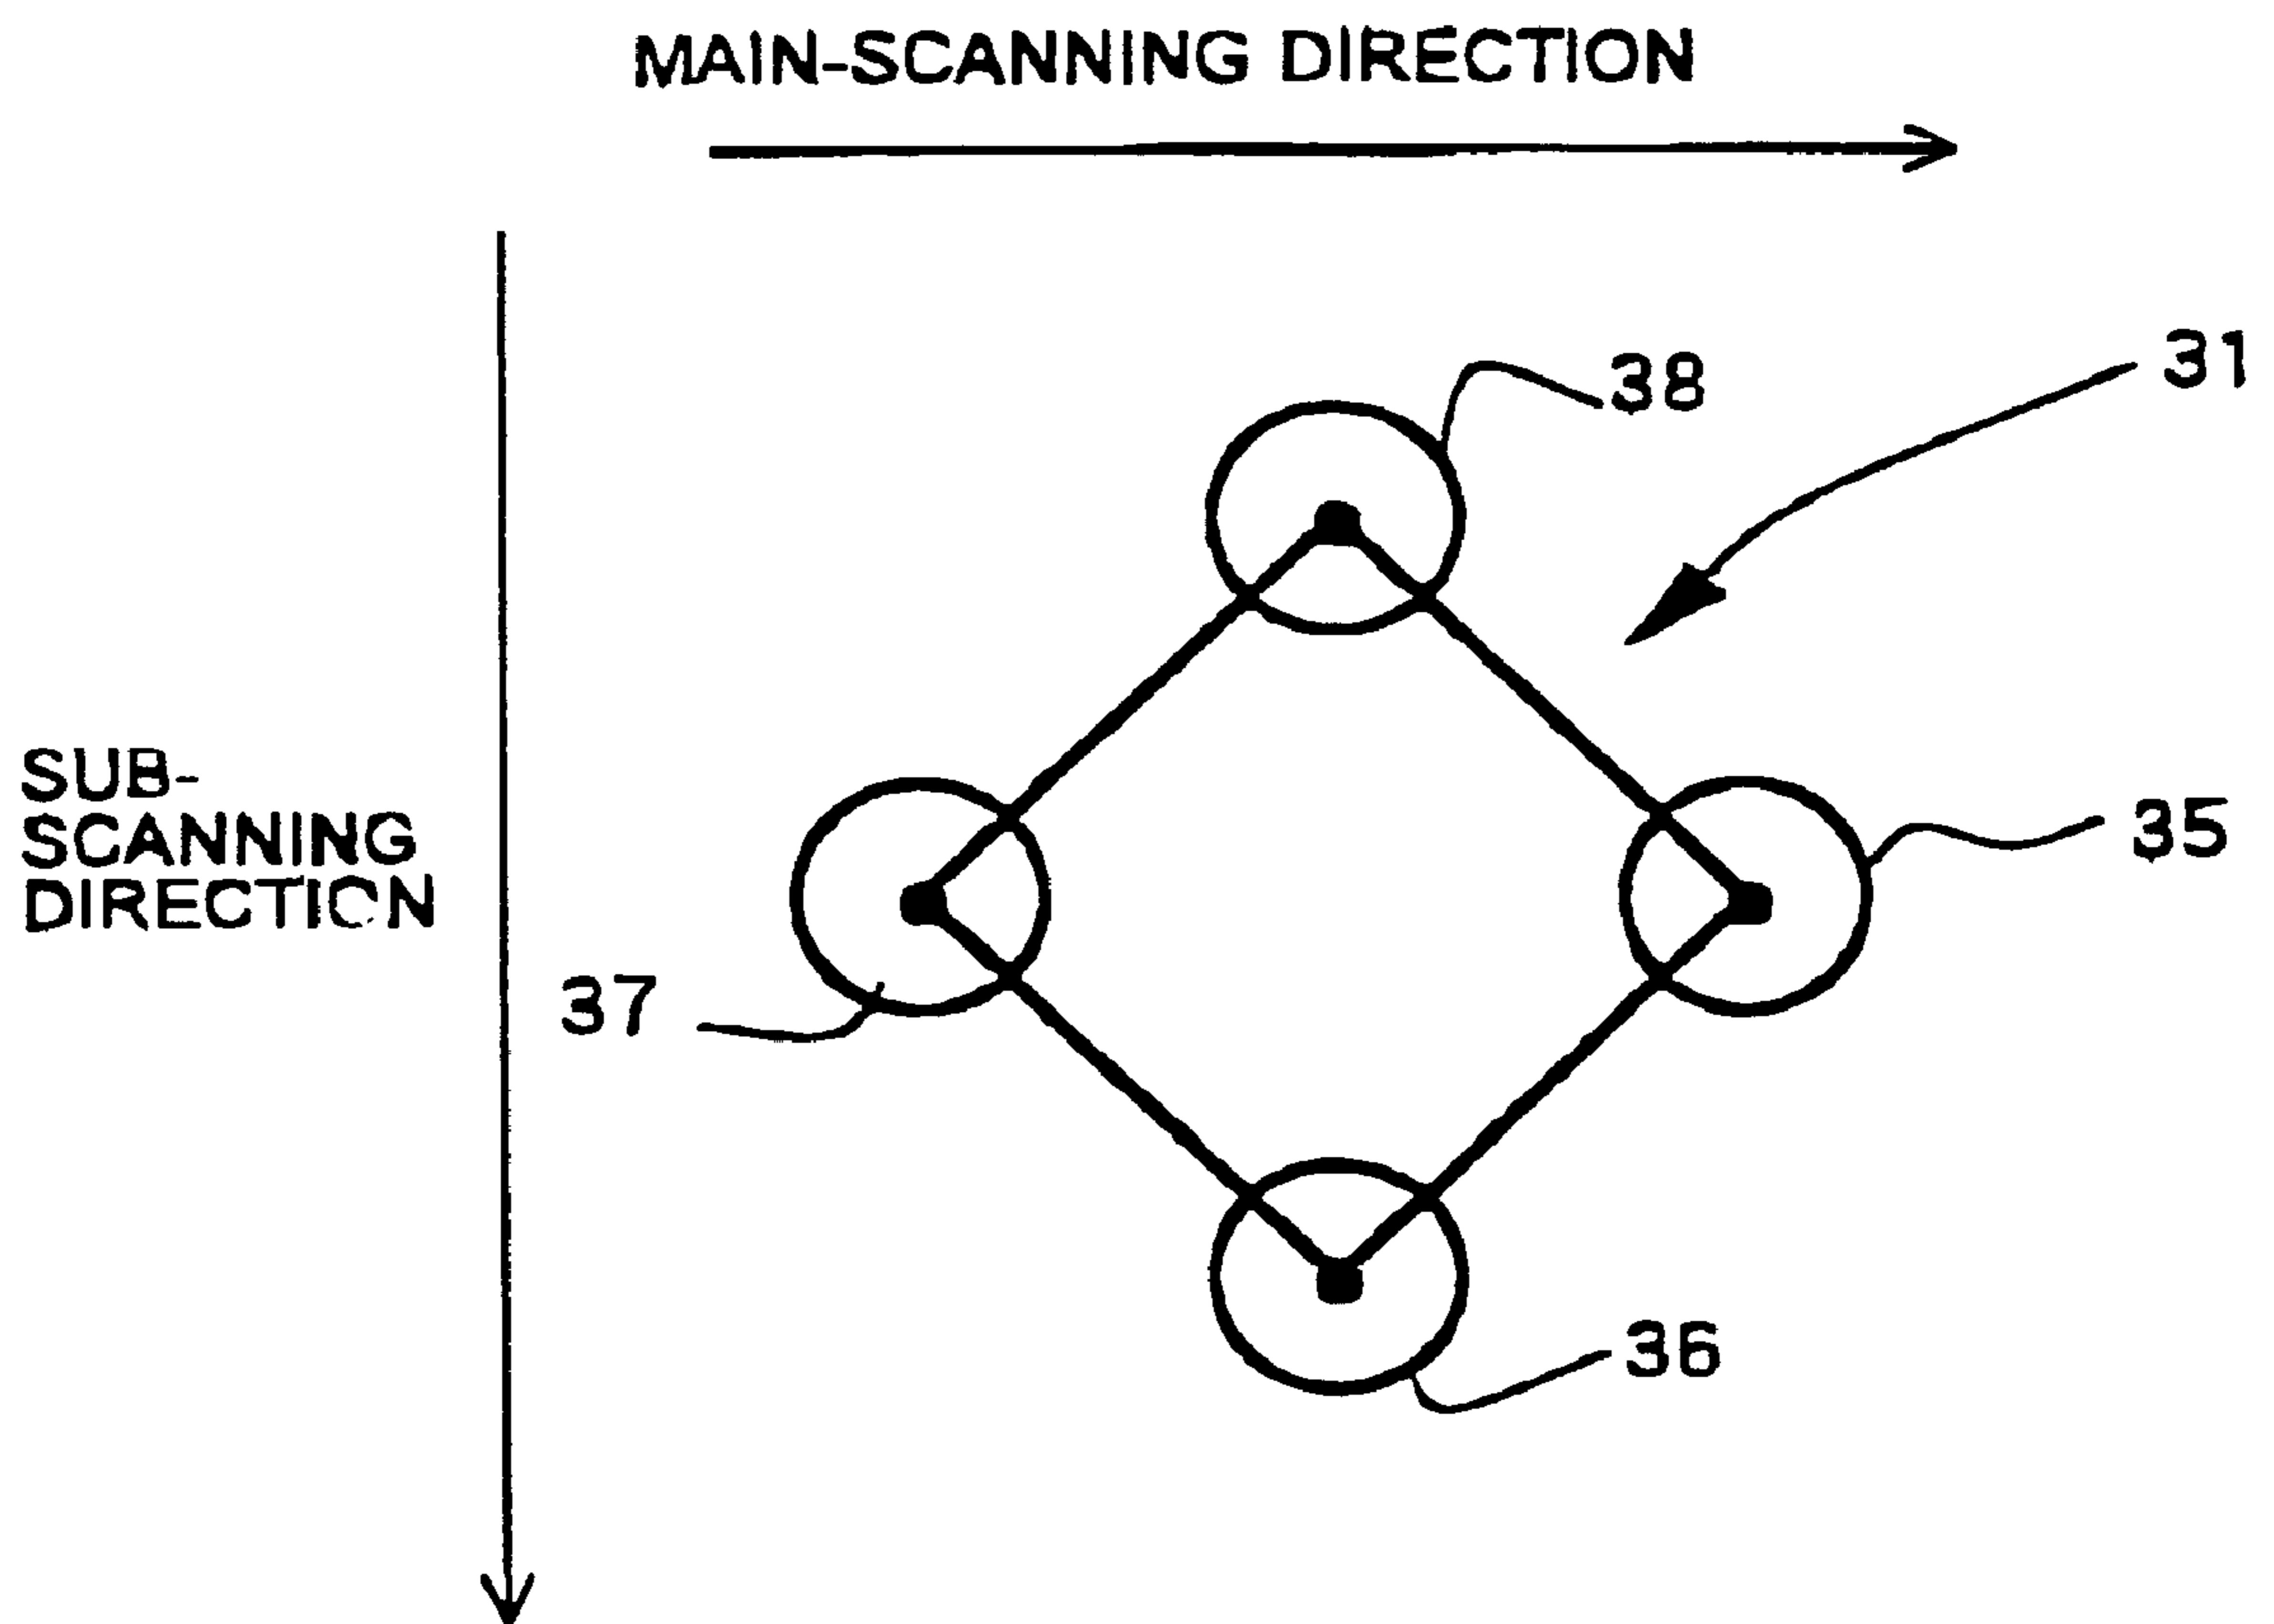 MAIN-SCANNING DIRECTION
31
38
SUB-
SCANNING
DIRECTION
35
37
36